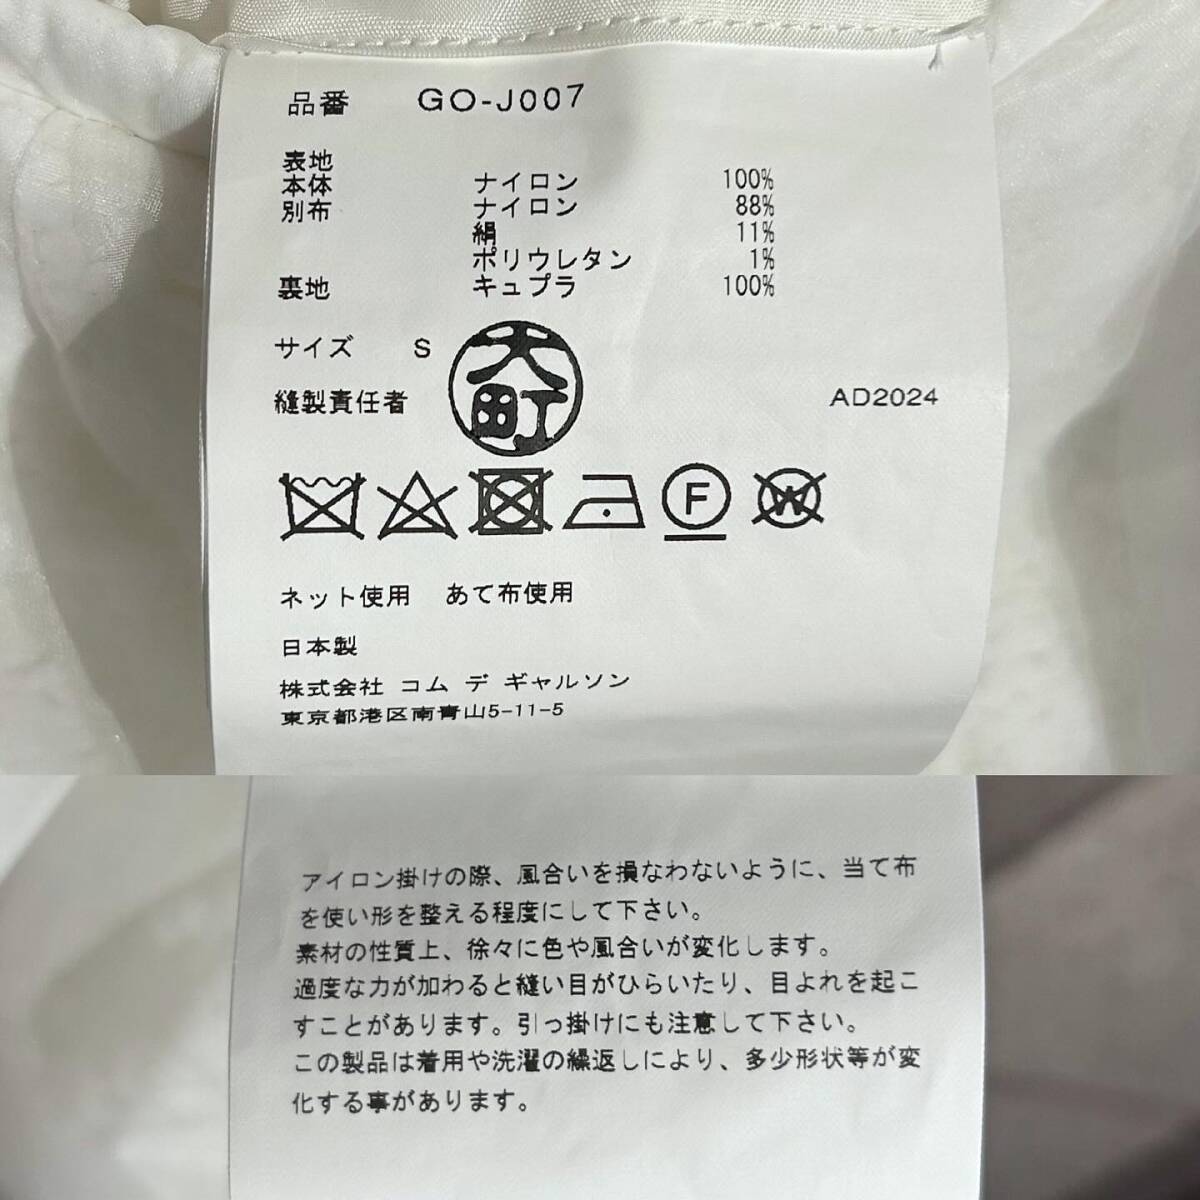 品番 GO-J007
表地
本体 ナイロン 100%
別布 ナイロン 88%
絹 11%
ポリウレタン 1%
裏地 キュプラ 100%
サイズ S
大町
縫製責任者 AD2024
F W
ネット使用 あて布使用
日本製
株式会社 コム デ ギャルソン
東京都港区南青山5-11-5
アイロン掛けの際、風合いを損なわないように、当て布
を使い形を整える程度にして下さい。
素材の性質上、徐々に色や風合いが変化します。
過度な力が加わると縫い目がひらいたり、目よれを起こ
すことがあります。引っ掛けにも注意して下さい。
この製品は着用や洗濯の繰返しにより、多少形状等が変
化する事があります。